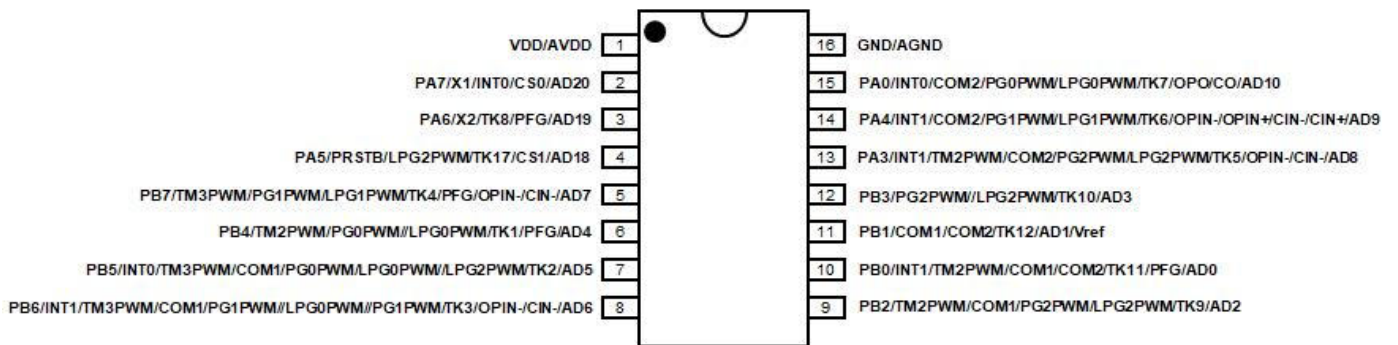 VDD/AVDD 1 16 GND/AGND
PA7/X1/INT0/CS0/AD20 2 15 PA0/INT0/COM2/PG0PWM/LPG0PWM/TK7/OPO/CO/AD10
PA6/X2/TK8/PFG/AD19 3 14 PA4/INT1/COM2/PG1PWM/LPG1PWM/TK6/OPIN-/OPIN+/CIN-/CIN+/AD9
PA5/PRSTB/LPG2PWM/TK17/CS1/AD18 4 13 PA3/INT1/TM2PWM/COM2/PG2PWM/LPG2PWM/TK5/OPIN-/CIN-/AD8
PB7/TM3PWM/PG1PWM/LPG1PWM/TK4/PFG/OPIN-/CIN-/AD7 5 12 PB3/PG2PWM//LPG2PWM/TK10/AD3
PB4/TM2PWM/PG0PWM//LPG0PWM/TK1/PFG/AD4 6 11 PB1/COM1/COM2/TK12/AD1/Vref
PB5/INT0/TM3PWM/COM1/PG0PWM/LPG0PWM//LPG2PWM/TK2/AD5 7 10 PB0/INT1/TM2PWM/COM1/COM2/TK11/PFG/AD0
PB6/INT1/TM3PWM/COM1/PG1PWM//LPG0PWM//PG1PWM/TK3/OPIN-/CIN-/AD6 8 9 PB2/TM2PWM/COM1/PG2PWM/LPG2PWM/TK9/AD2